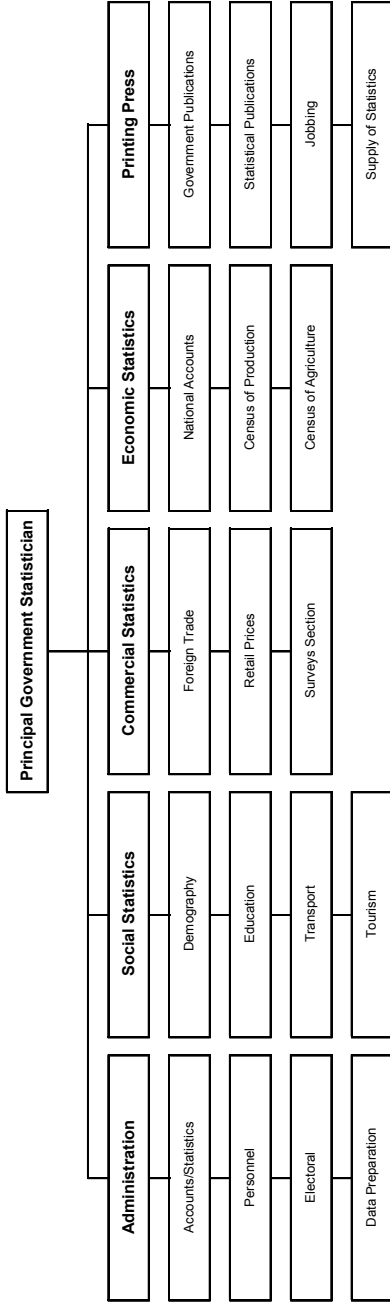 Principal Government Statistician
Administration
Accounts/Statistics
Personnel
Electoral
Data Preparation
Social Statistics
Demography
Education
Transport
Tourism
Commercial Statistics
Foreign Trade
Retail Prices
Surveys Section
Economic Statistics
National Accounts
Census of Production
Census of Agriculture
Printing Press
Government Publications
Statistical Publications
Jobbing
Supply of Statistics